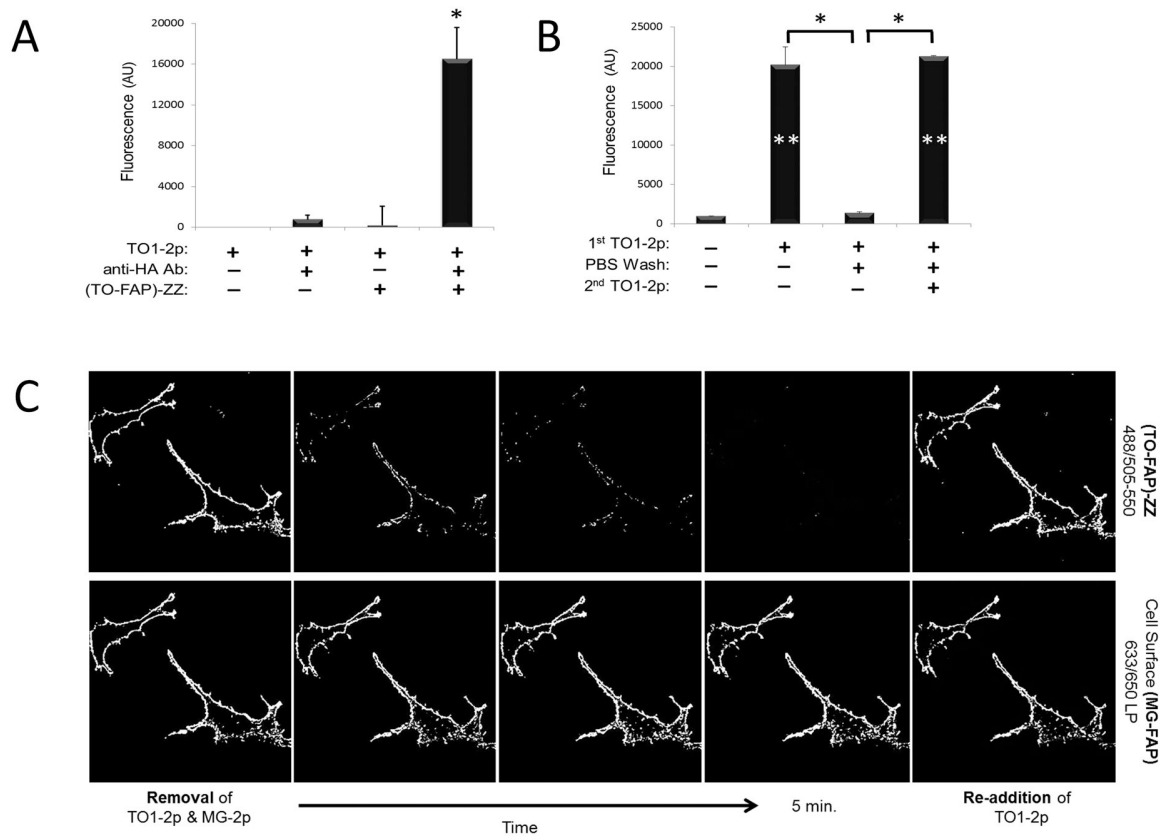 A
Fluorescence (AU)
20000
16000
12000
8000
4000
0
*
TO1-2p: + + + +
anti-HA Ab: – + – +
(TO-FAP)-ZZ: – – + +
B
Fluorescence (AU)
25000
20000
15000
10000
5000
0
* *
** **
1st TO1-2p: – + + +
PBS Wash: – – + +
2nd TO1-2p: – – – +
C
(TO-FAP)-ZZ
488/505-550
Cell Surface (MG-FAP)
633/650 LP
Removal of
TO1-2p & MG-2p
Time
5 min.
Re-addition of
TO1-2p